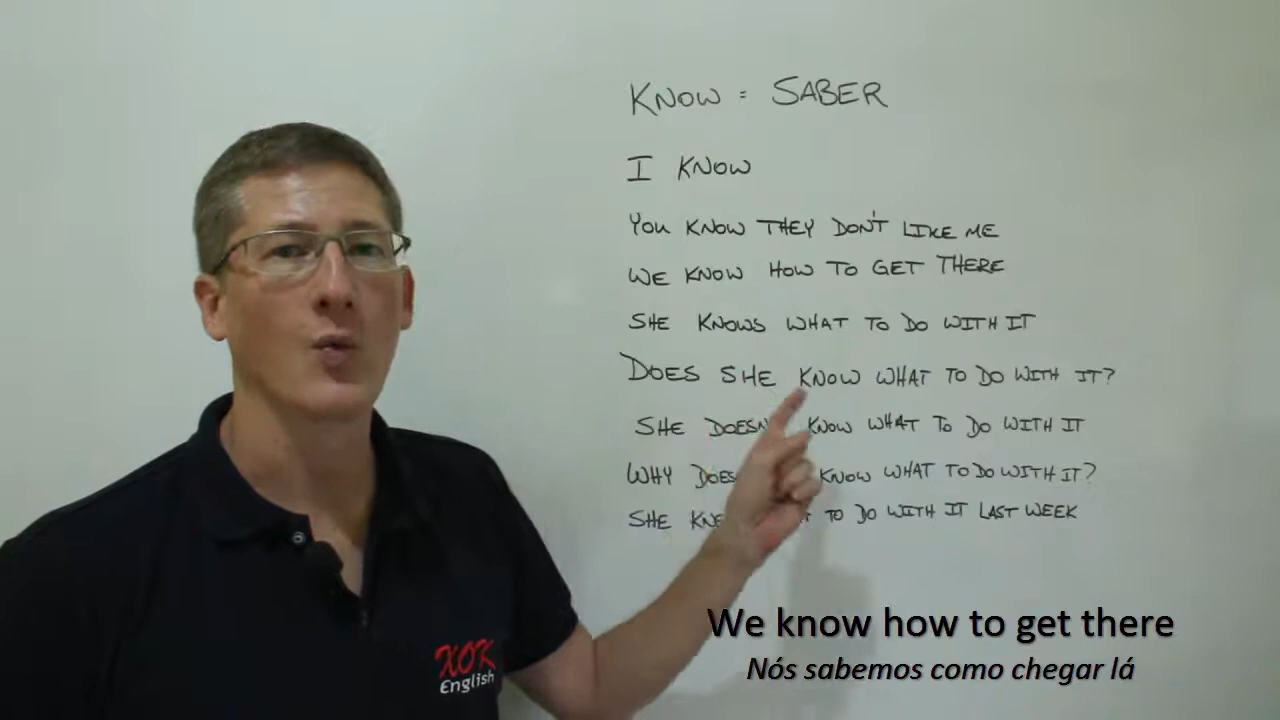 KNOW = SABER
I KNOW
YOU KNOW THEY DON'T LIKE ME
WE KNOW HOW TO GET THERE
SHE KNOWS WHAT TO DO WITH IT
DOES SHE KNOW WHAT TO DO WITH IT?
SHE KNOW WHAT TO DO WITH IT
WHY KNOW WHAT TO DO WITH IT?
SHE TO DO WITH IT LAST WEEK
XOK
English
We know how to get there
Nós sabemos como chegar lá